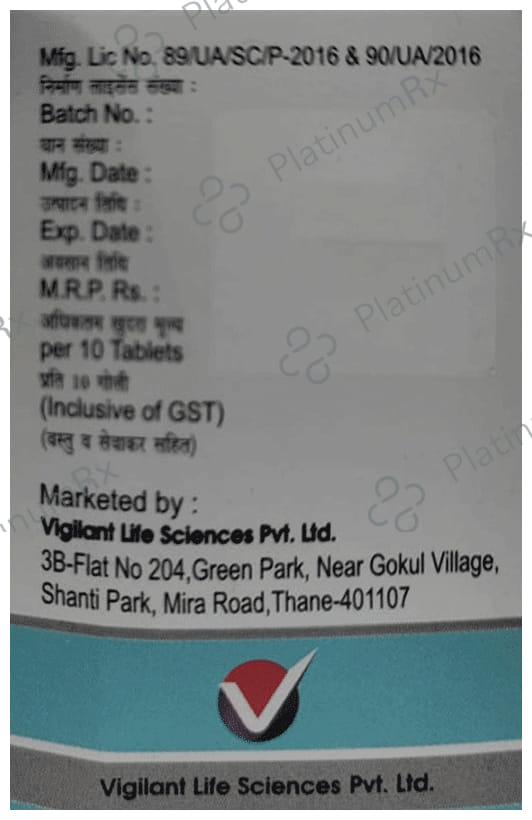 Mfg. Lic No. 89/UA/SC/P-2016 & 90/UA/2016
निर्माण लाइसेंस संख्या :
Batch No. :
घान संख्या :
Mfg. Date :
उत्पादन तिथि :
Exp. Date :
अवसान तिथि
M.R.P. Rs. :
अधिकतम खुदरा मूल्य
per 10 Tablets
प्रति 10 गोली
(Inclusive of GST)
(वस्तु व सेवाकर सहित)
Marketed by :
Vigilant Life Sciences Pvt. Ltd.
3B-Flat No 204,Green Park, Near Gokul Village,
Shanti Park, Mira Road,Thane-401107
Vigilant Life Sciences Pvt. Ltd.
PlatinumRx
PlatinumRx
PlatinumRx